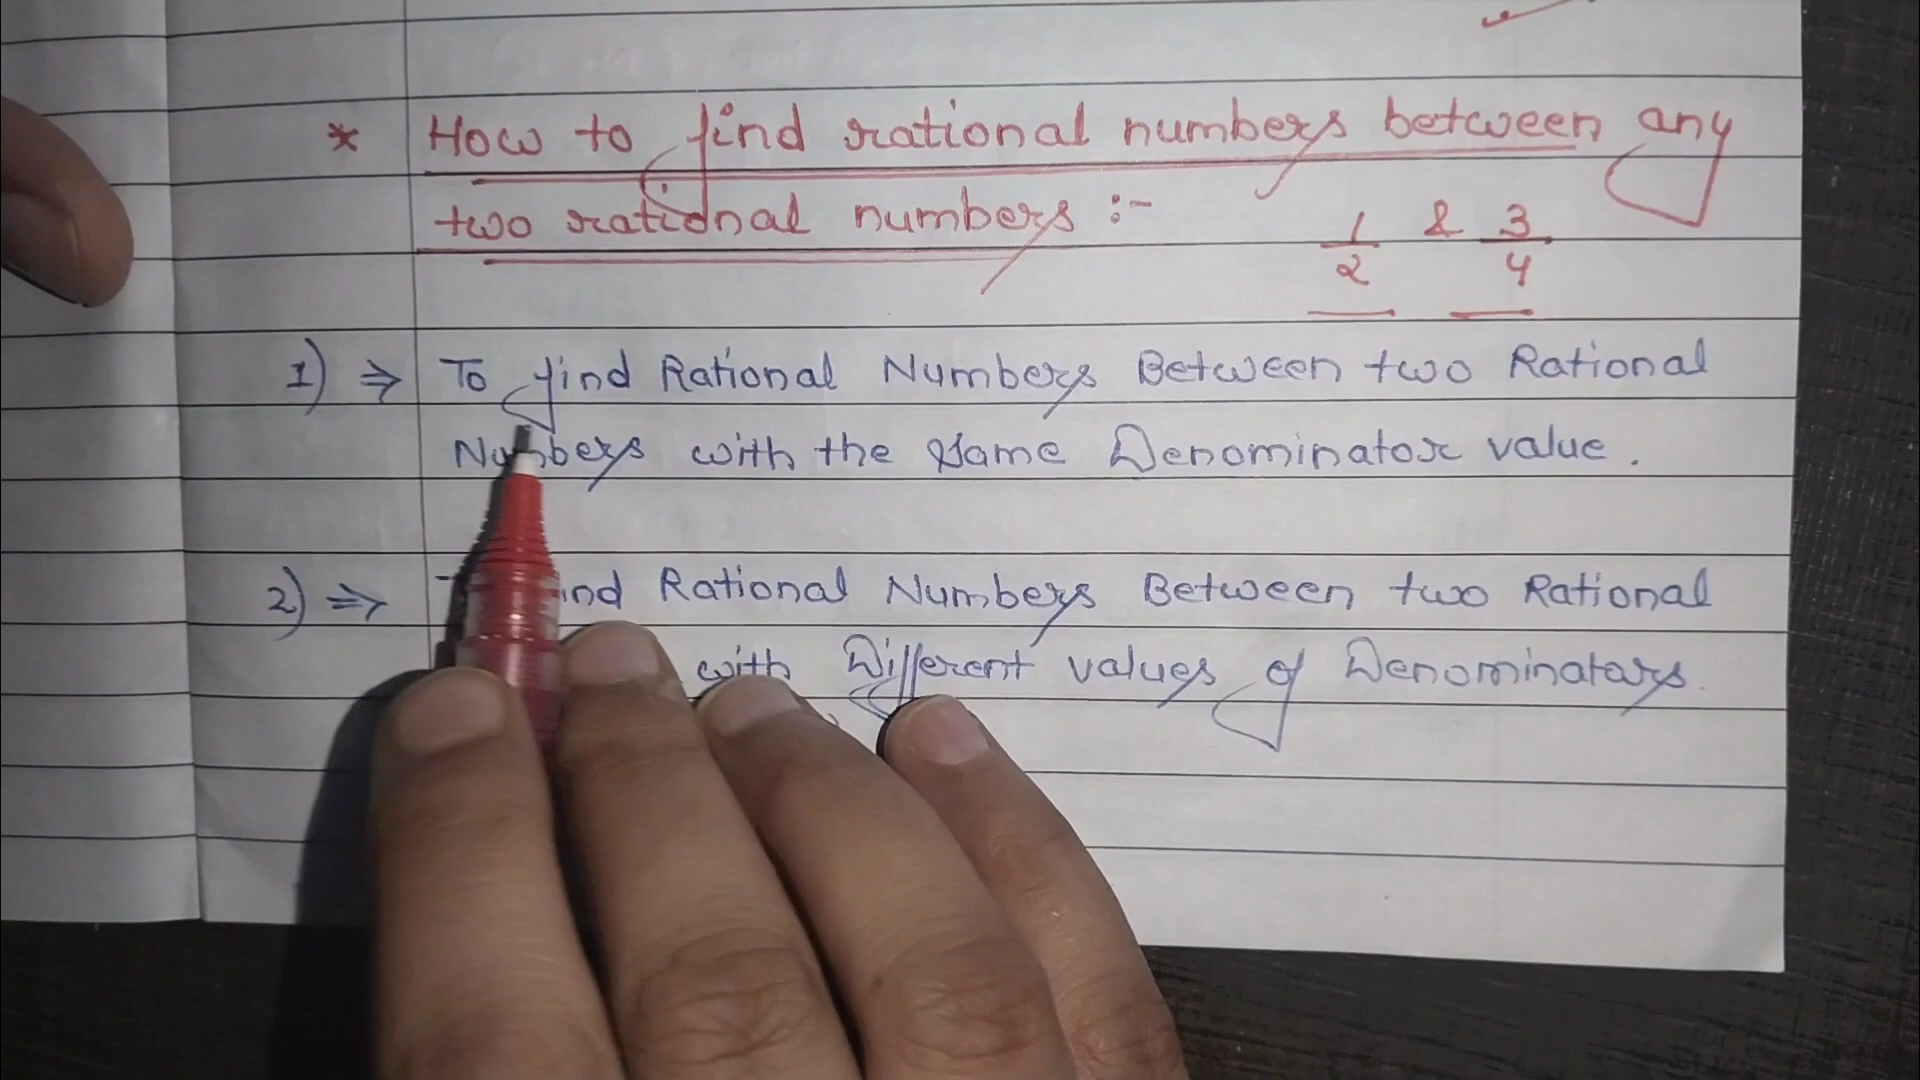 * How to find rational numbers between any
two rational numbers :- 1/2 & 3/4
1) ⇒ To find Rational Numbers Between two Rational
Numbers with the Same Denominator value.
2) ⇒ Rational Numbers Between two Rational
with Different values of Denominators.